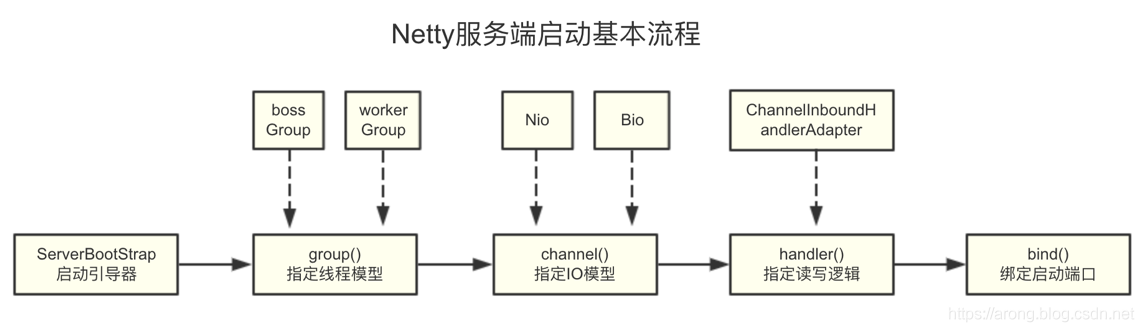 Netty服务端启动基本流程
boss
Group
worker
Group
Nio
Bio
ChannelInboundH
andlerAdapter
ServerBootStrap
启动引导器
group()
指定线程模型
channel()
指定IO模型
handler()
指定读写逻辑
bind()
绑定启动端口
https://arong.blog.csdn.net